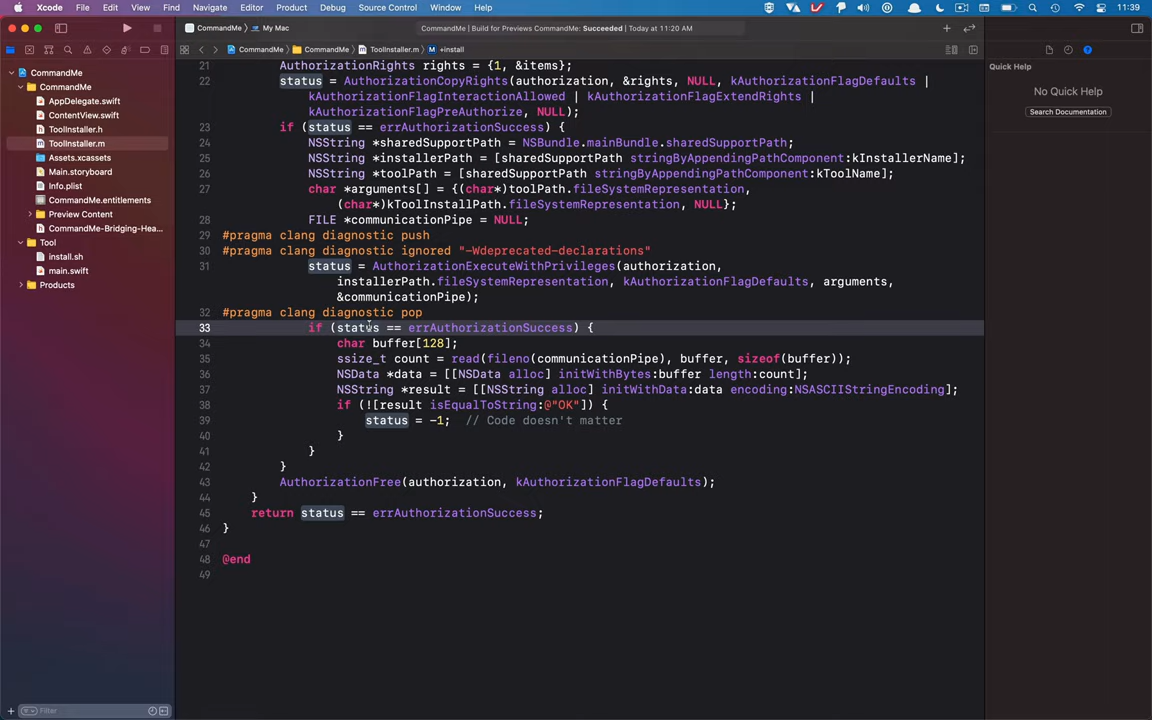 Xcode File Edit View Find Navigate Editor Product Debug Source Control Window Help 11:39
CommandMe My Mac CommandMe | Build for Previews CommandMe: Succeeded | Today at 11:20 AM
CommandMe CommandMe ToolInstaller.m +install
CommandMe
CommandMe
AppDelegate.swift
ContentView.swift
ToolInstaller.h
ToolInstaller.m
Assets.xcassets
Main.storyboard
Info.plist
CommandMe.entitlements
Preview Content
CommandMe-Bridging-Hea...
Tool
install.sh
main.swift
Products
Filter
21 AuthorizationRights rights = {1, &items};
22 status = AuthorizationCopyRights(authorization, &rights, NULL, kAuthorizationFlagDefaults |
kAuthorizationFlagInteractionAllowed | kAuthorizationFlagExtendRights |
kAuthorizationFlagPreAuthorize, NULL);
23 if (status == errAuthorizationSuccess) {
24 NSString *sharedSupportPath = NSBundle.mainBundle.sharedSupportPath;
25 NSString *installerPath = [sharedSupportPath stringByAppendingPathComponent:kInstallerName];
26 NSString *toolPath = [sharedSupportPath stringByAppendingPathComponent:kToolName];
27 char *arguments[] = {(char*)toolPath.fileSystemRepresentation,
(char*)kToolInstallPath.fileSystemRepresentation, NULL};
28 FILE *communicationPipe = NULL;
29 #pragma clang diagnostic push
30 #pragma clang diagnostic ignored "-Wdeprecated-declarations"
31 status = AuthorizationExecuteWithPrivileges(authorization,
installerPath.fileSystemRepresentation, kAuthorizationFlagDefaults, arguments,
&communicationPipe);
32 #pragma clang diagnostic pop
33 if (status == errAuthorizationSuccess) {
34 char buffer[128];
35 ssize_t count = read(fileno(communicationPipe), buffer, sizeof(buffer));
36 NSData *data = [[NSData alloc] initWithBytes:buffer length:count];
37 NSString *result = [[NSString alloc] initWithData:data encoding:NSASCIIStringEncoding];
38 if (![result isEqualToString:@"OK"]) {
39 status = -1; // Code doesn't matter
40 }
41 }
42 }
43 AuthorizationFree(authorization, kAuthorizationFlagDefaults);
44 }
45 return status == errAuthorizationSuccess;
46 }
47
48 @end
49
Quick Help
No Quick Help
Search Documentation